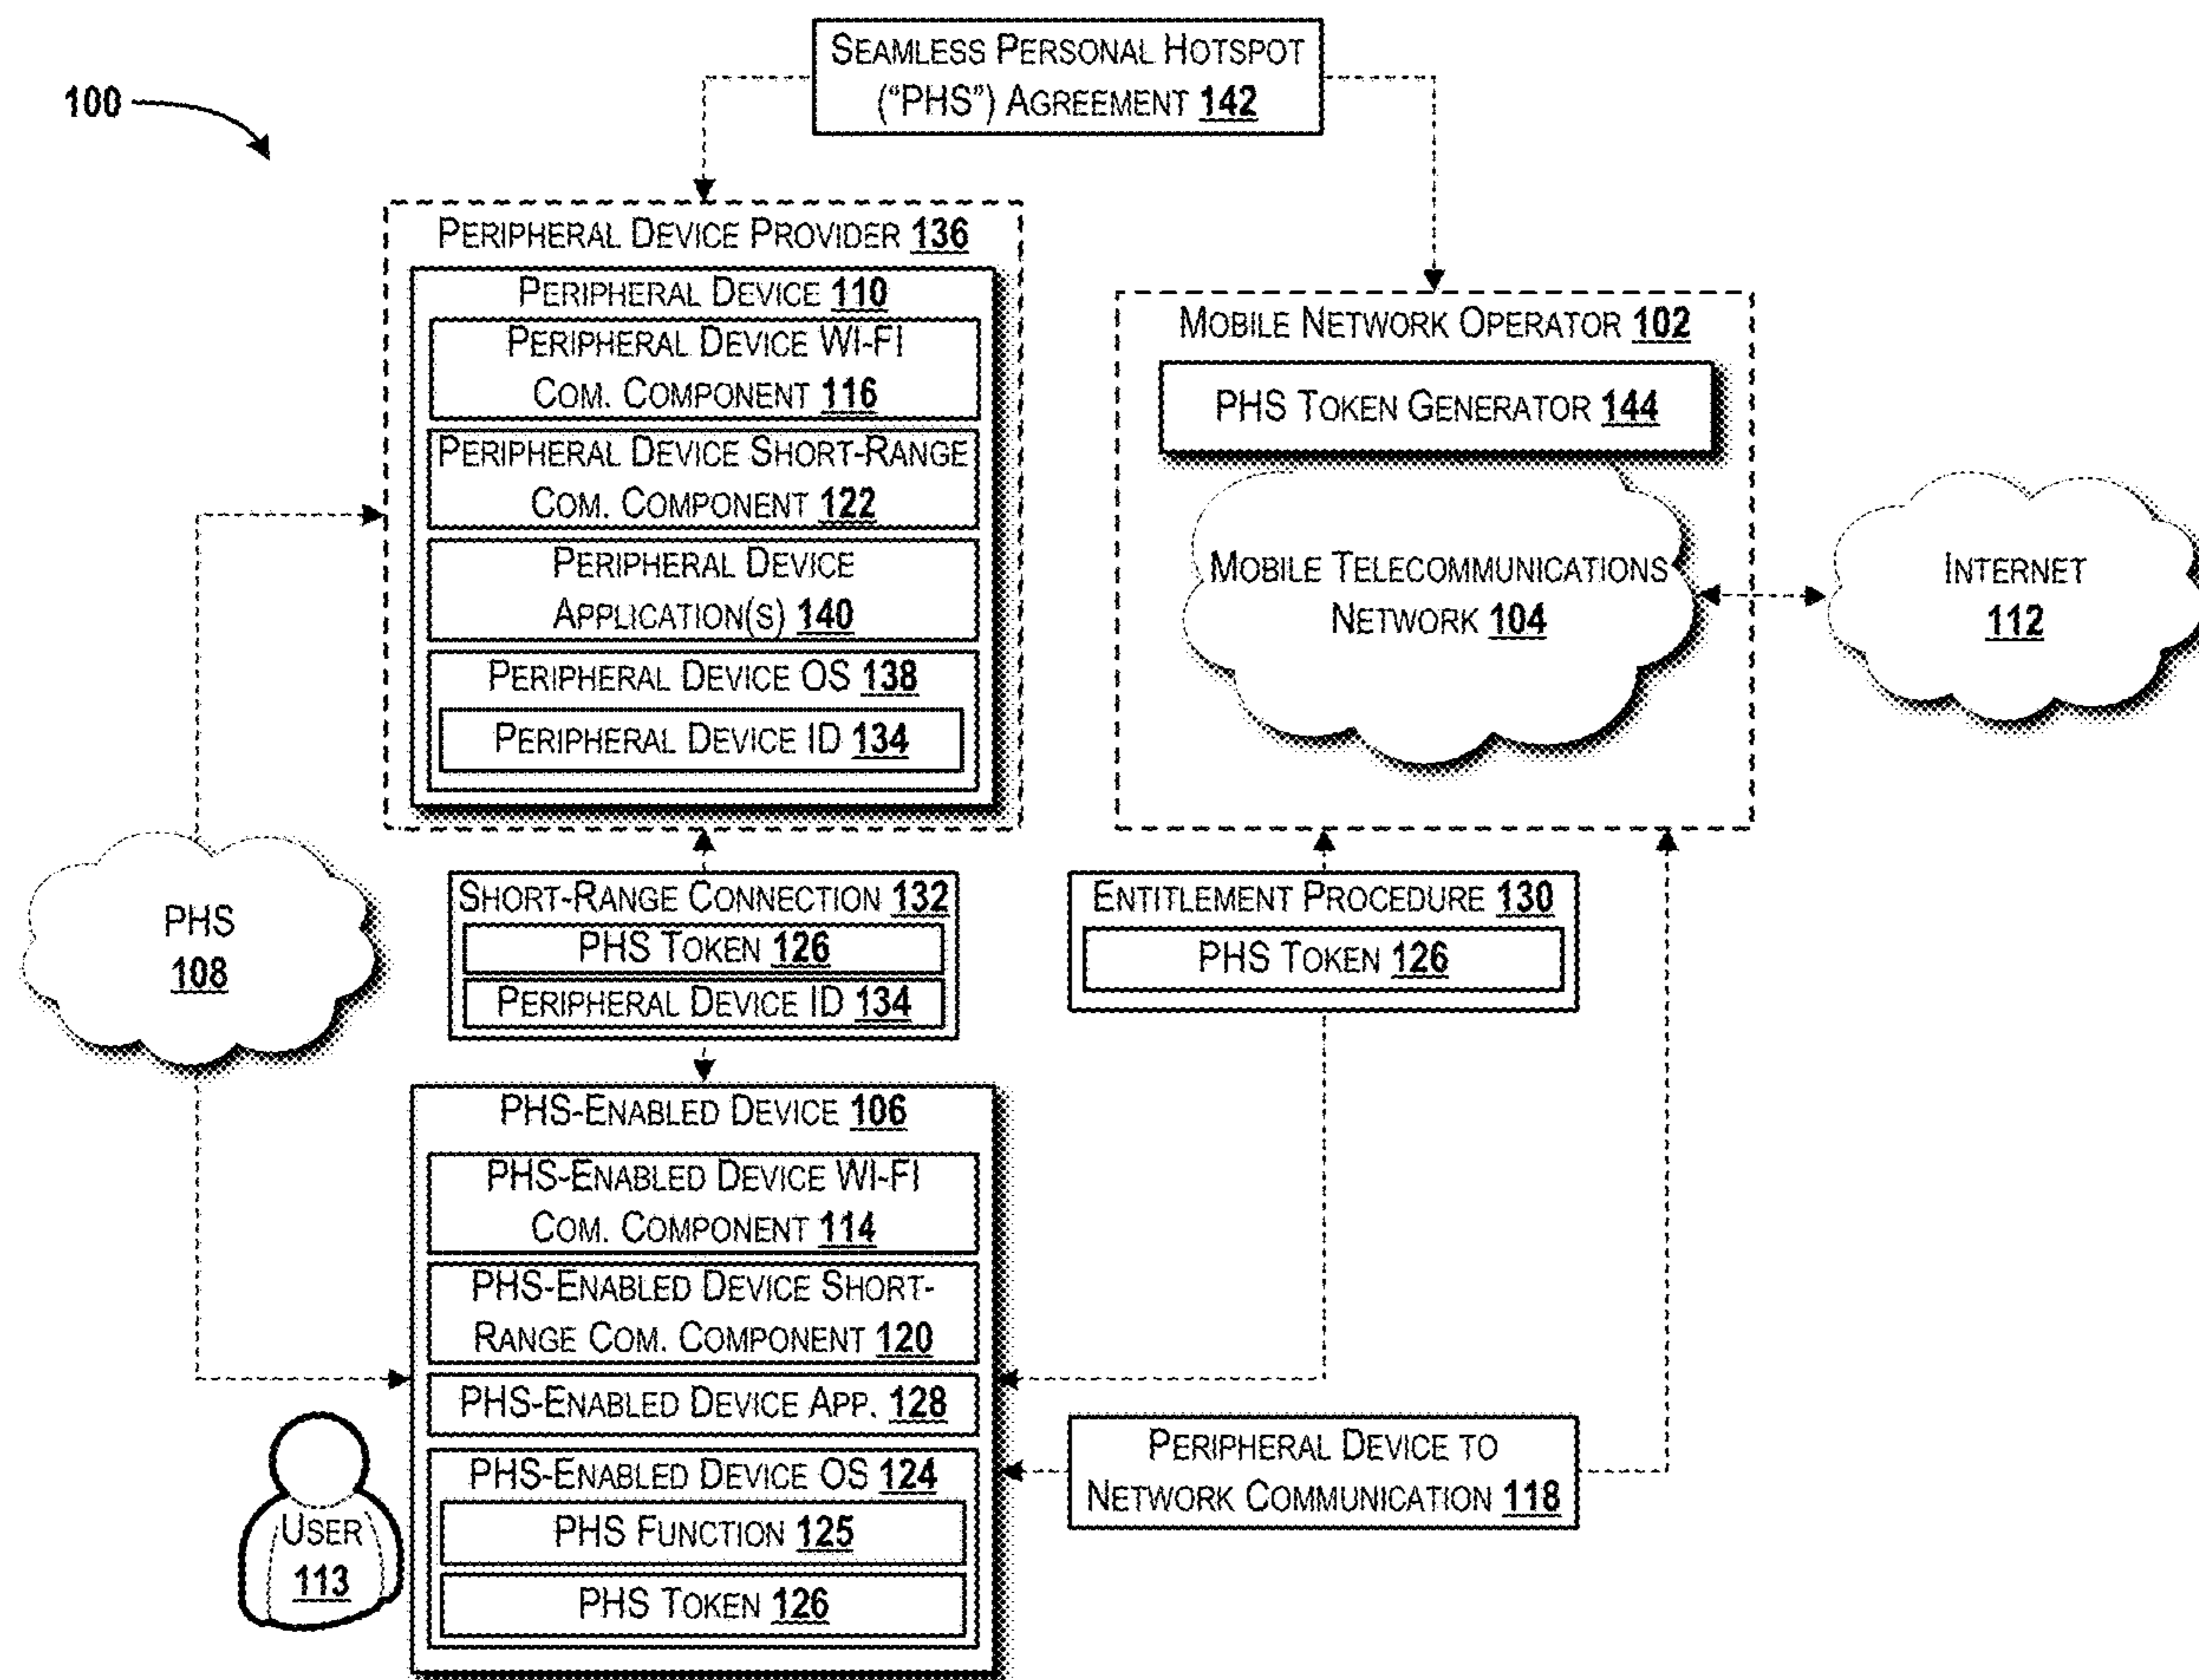 100
SEAMLESS PERSONAL HOTSPOT
("PHS") AGREEMENT 142
PERIPHERAL DEVICE PROVIDER 136
PERIPHERAL DEVICE 110
PERIPHERAL DEVICE WI-FI
COM. COMPONENT 116
PERIPHERAL DEVICE SHORT-RANGE
COM. COMPONENT 122
PERIPHERAL DEVICE
APPLICATION(S) 140
PERIPHERAL DEVICE OS 138
PERIPHERAL DEVICE ID 134
MOBILE NETWORK OPERATOR 102
PHS TOKEN GENERATOR 144
MOBILE TELECOMMUNICATIONS
NETWORK 104
INTERNET
112
PHS
108
SHORT-RANGE CONNECTION 132
PHS TOKEN 126
PERIPHERAL DEVICE ID 134
ENTITLEMENT PROCEDURE 130
PHS TOKEN 126
PHS-ENABLED DEVICE 106
PHS-ENABLED DEVICE WI-FI
COM. COMPONENT 114
PHS-ENABLED DEVICE SHORT-
RANGE COM. COMPONENT 120
PHS-ENABLED DEVICE APP. 128
PHS-ENABLED DEVICE OS 124
PHS FUNCTION 125
PHS TOKEN 126
USER
113
PERIPHERAL DEVICE TO
NETWORK COMMUNICATION 118